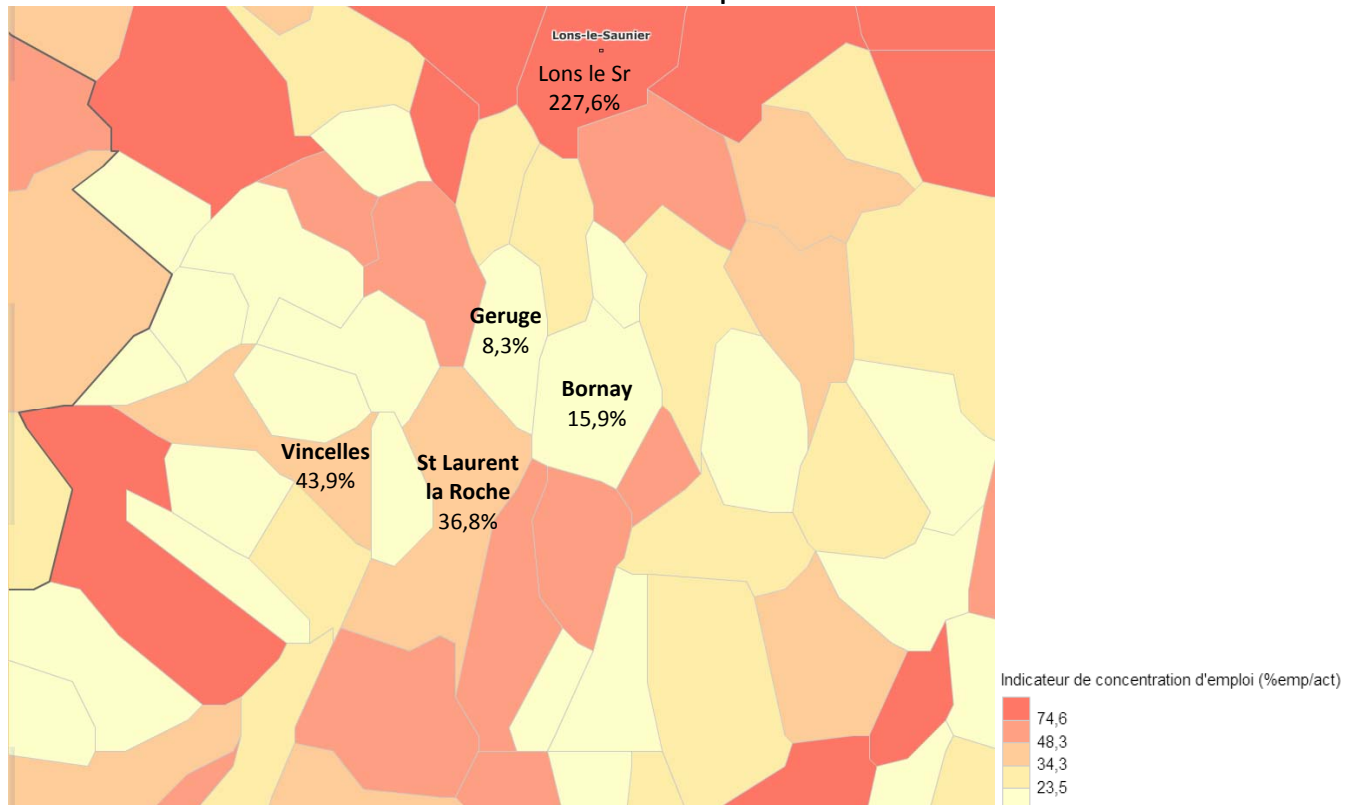 Lons-le-Saunier
Lons le Sr
227,6%
Geruge
8,3%
Bornay
15,9%
Vincelles
43,9%
St Laurent
la Roche
36,8%
Indicateur de concentration d'emploi (%emp/act)
74,6
48,3
34,3
23,5